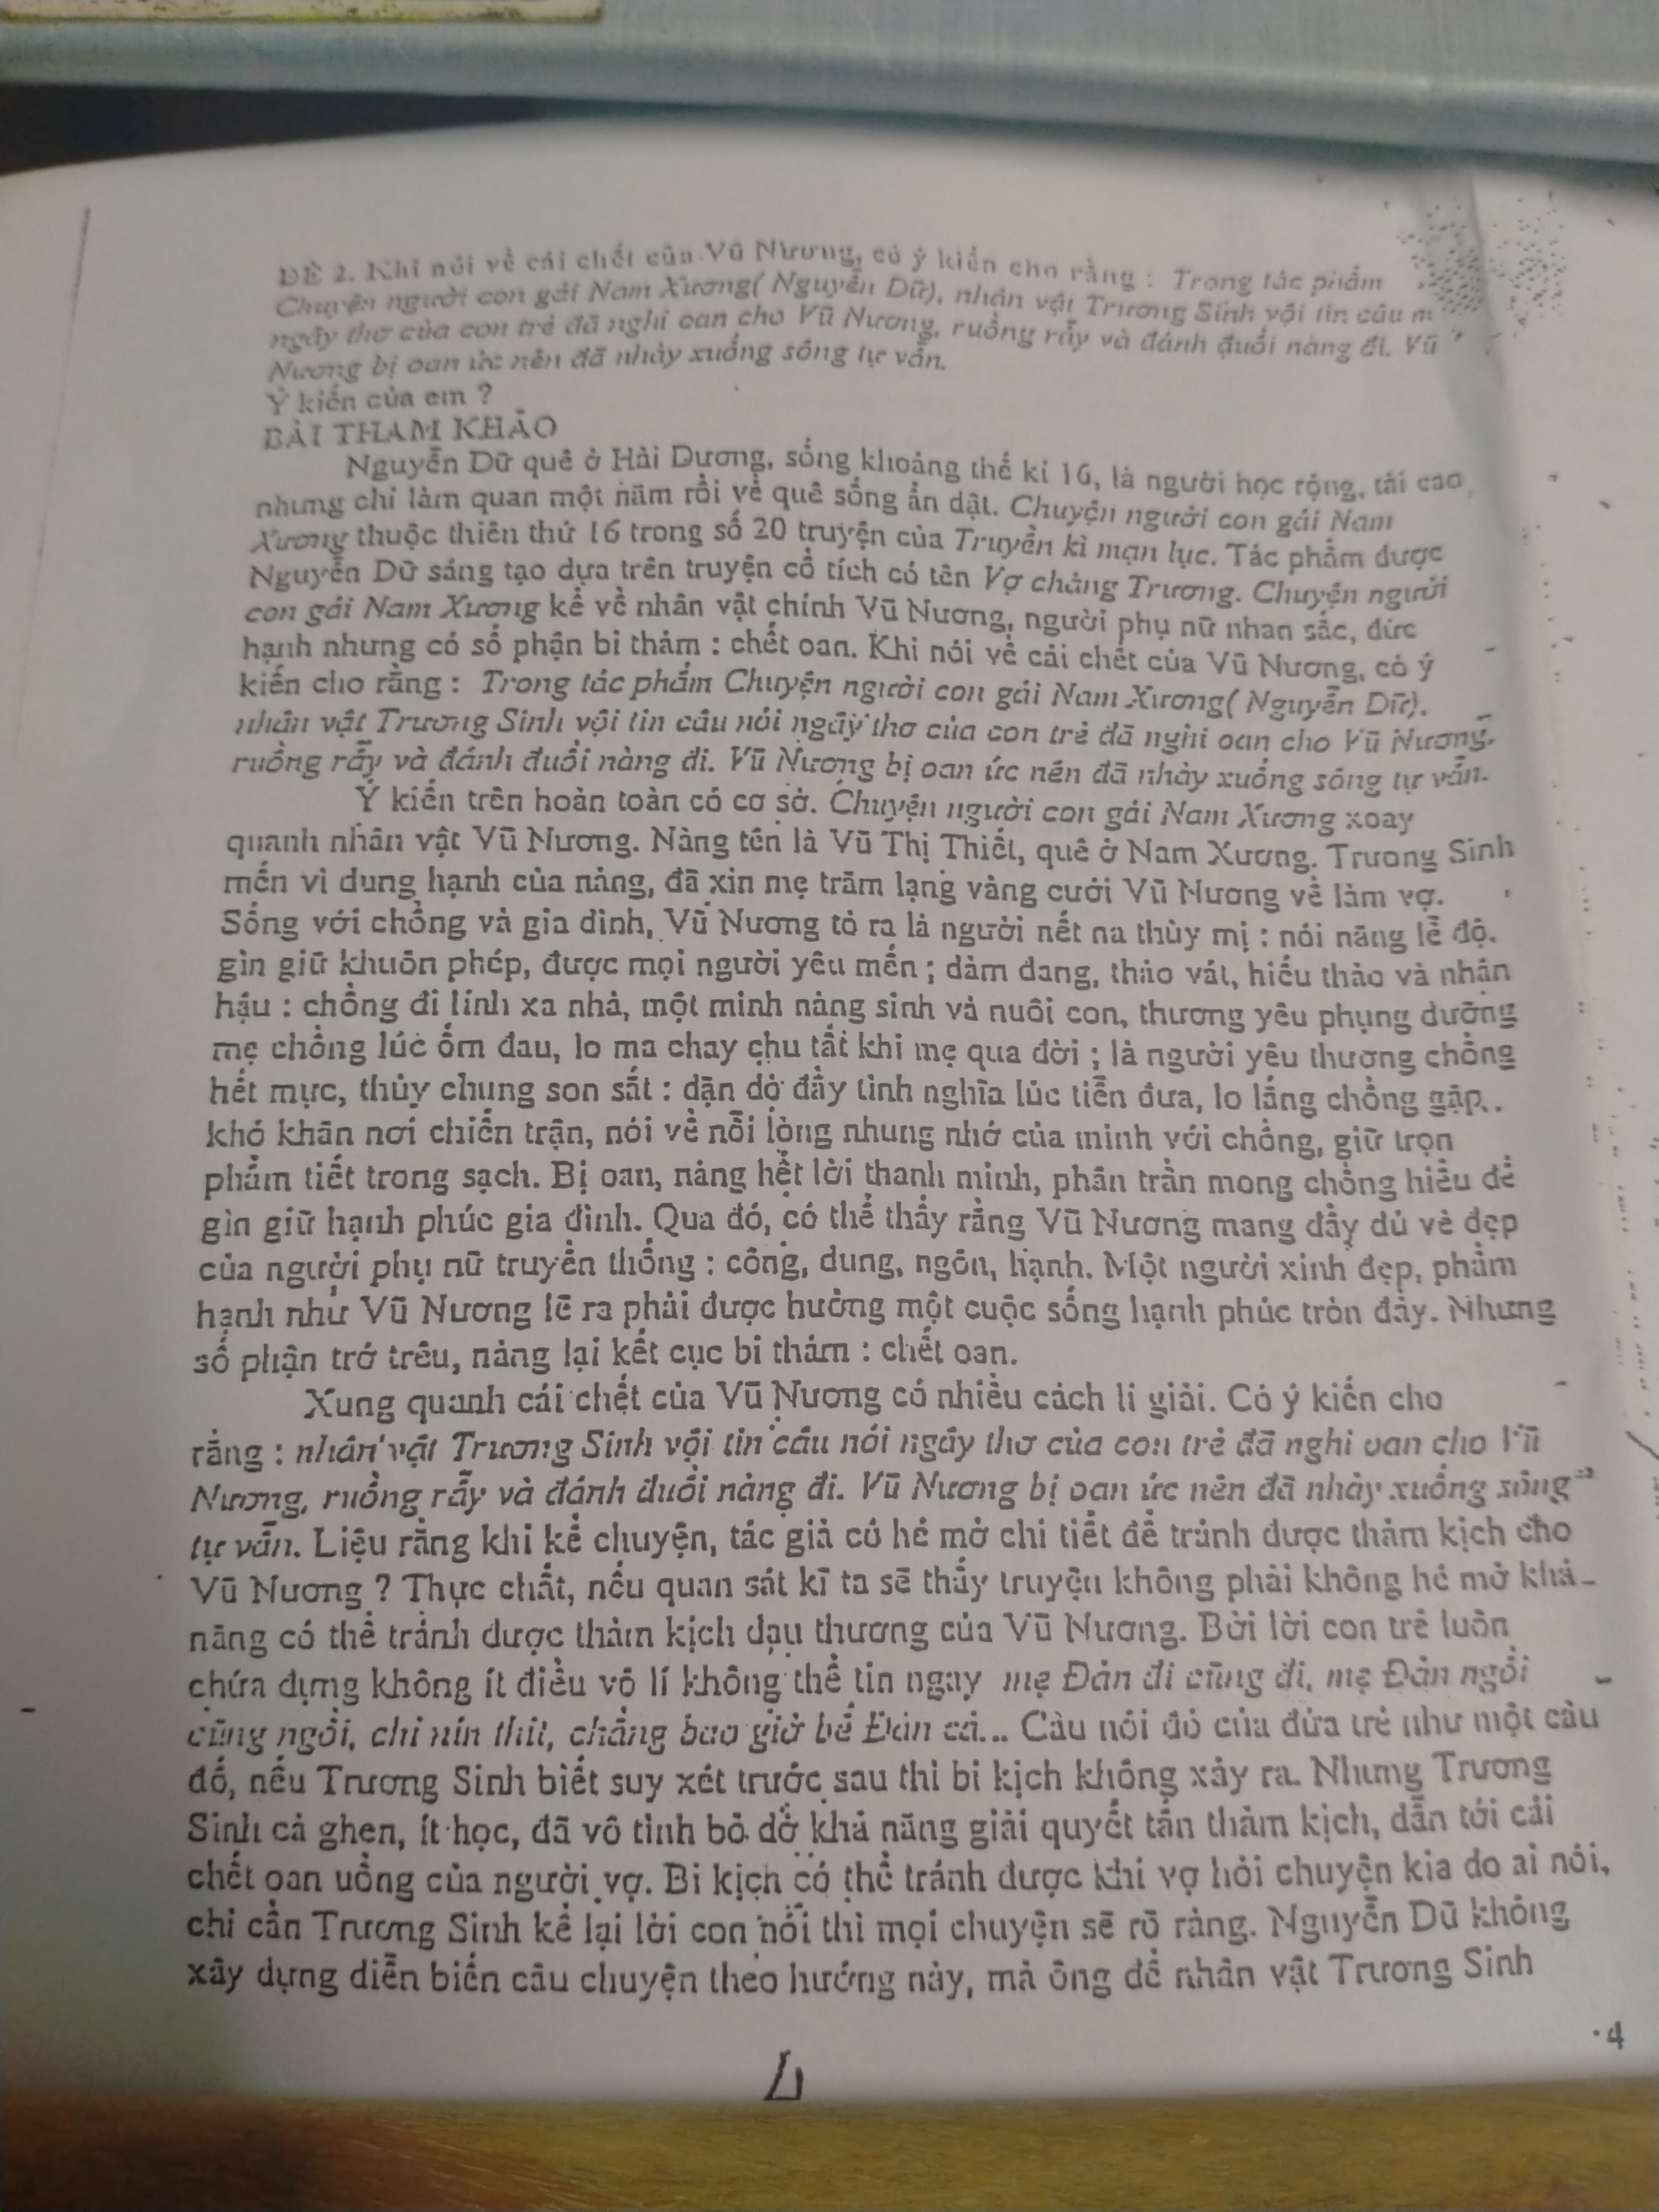 ĐỀ 2. Khi nói về cái chết của Vũ Nương, có ý kiến cho rằng : Trong tác phẩm
Chuyện người con gái Nam Xương( Nguyễn Dữ), nhân vật Trương Sinh vội tin câu
ngây thơ của con trẻ đã nghi oan cho Vũ Nương, ruồng rẫy và đánh đuổi nàng đi. Vũ
Nương bị oan ức nên đã nhảy xuống sông tự vẫn.
Ý kiến của em ?
BÀI THAM KHẢO
Nguyễn Dữ quê ở Hải Dương, sống khoảng thế kỉ 16, là người học rộng, tài cao,
nhưng chỉ làm quan một năm rồi về quê sống ẩn dật. Chuyện người con gái Nam
Xương thuộc thiên thứ 16 trong số 20 truyện của Truyền kì mạn lục. Tác phẩm được
Nguyễn Dữ sáng tạo dựa trên truyện cổ tích có tên Vợ chàng Trương. Chuyện người
con gái Nam Xương kể về nhân vật chính Vũ Nương, người phụ nữ nhan sắc, đức
hạnh nhưng có số phận bi thảm : chết oan. Khi nói về cái chết của Vũ Nương, có ý
kiến cho rằng : Trong tác phẩm Chuyện người con gái Nam Xương( Nguyễn Dữ),
nhân vật Trương Sinh vội tin câu nói ngây thơ của con trẻ đã nghi oan cho Vũ Nương,
ruồng rẫy và đánh đuổi nàng đi. Vũ Nương bị oan ức nên đã nhảy xuống sông tự vẫn.
Ý kiến trên hoàn toàn có cơ sở. Chuyện người con gái Nam Xương xoay
quanh nhân vật Vũ Nương. Nàng tên là Vũ Thị Thiết, quê ở Nam Xương. Trương Sinh
mến vì dung hạnh của nàng, đã xin mẹ trăm lạng vàng cưới Vũ Nương về làm vợ.
Sống với chồng và gia đình, Vũ Nương tỏ ra là người nết na thùy mị : nói năng lễ độ,
gìn giữ khuôn phép, được mọi người yêu mến ; đảm đang, tháo vát, hiếu thảo và nhân
hậu : chồng đi lính xa nhà, một mình nàng sinh và nuôi con, thương yêu phụng dưỡng
mẹ chồng lúc ốm đau, lo ma chay chu tất khi mẹ qua đời ; là người yêu thương chồng
hết mực, thủy chung son sắt : dặn dò đầy tình nghĩa lúc tiễn đưa, lo lắng chồng gặp
khó khăn nơi chiến trận, nói về nỗi lòng nhung nhớ của mình với chồng, giữ trọn
phẩm tiết trong sạch. Bị oan, nàng hết lời thanh minh, phân trần mong chồng hiểu để
gìn giữ hạnh phúc gia đình. Qua đó, có thể thấy rằng Vũ Nương mang đầy đủ vẻ đẹp
của người phụ nữ truyền thống : công, dung, ngôn, hạnh. Một người xinh đẹp, phẩm
hạnh như Vũ Nương lẽ ra phải được hưởng một cuộc sống hạnh phúc tròn đầy. Nhưng
số phận trớ trêu, nàng lại kết cục bi thảm : chết oan.
Xung quanh cái chết của Vũ Nương có nhiều cách lí giải. Có ý kiến cho
rằng : nhân vật Trương Sinh vội tin câu nói ngây thơ của con trẻ đã nghi oan cho Vũ
Nương, ruồng rẫy và đánh đuổi nàng đi. Vũ Nương bị oan ức nên đã nhảy xuống sông
tự vẫn. Liệu rằng khi kể chuyện, tác giả có hé mở chi tiết để tránh được thảm kịch cho
Vũ Nương ? Thực chất, nếu quan sát kĩ ta sẽ thấy truyện không phải không hé mở khả
năng có thể tránh được thảm kịch đau thương của Vũ Nương. Bởi lời con trẻ luôn
chứa đựng không ít điều vô lí không thể tin ngay mẹ Đản đi cũng đi, mẹ Đản ngồi
cũng ngồi, chỉ nín thít, chẳng bao giờ bế Đản cả... Câu nói đó của đứa trẻ như một câu
đố, nếu Trương Sinh biết suy xét trước sau thì bi kịch không xảy ra. Nhưng Trương
Sinh cả ghen, ít học, đã vô tình bỏ dở khả năng giải quyết tấn thảm kịch, dẫn tới cái
chết oan uổng của người vợ. Bi kịch có thể tránh được khi vợ hỏi chuyện kia do ai nói,
chỉ cần Trương Sinh kể lại lời con nói thì mọi chuyện sẽ rõ ràng. Nguyễn Dữ không
xây dựng diễn biến câu chuyện theo hướng này, mà ông để nhân vật Trương Sinh
4